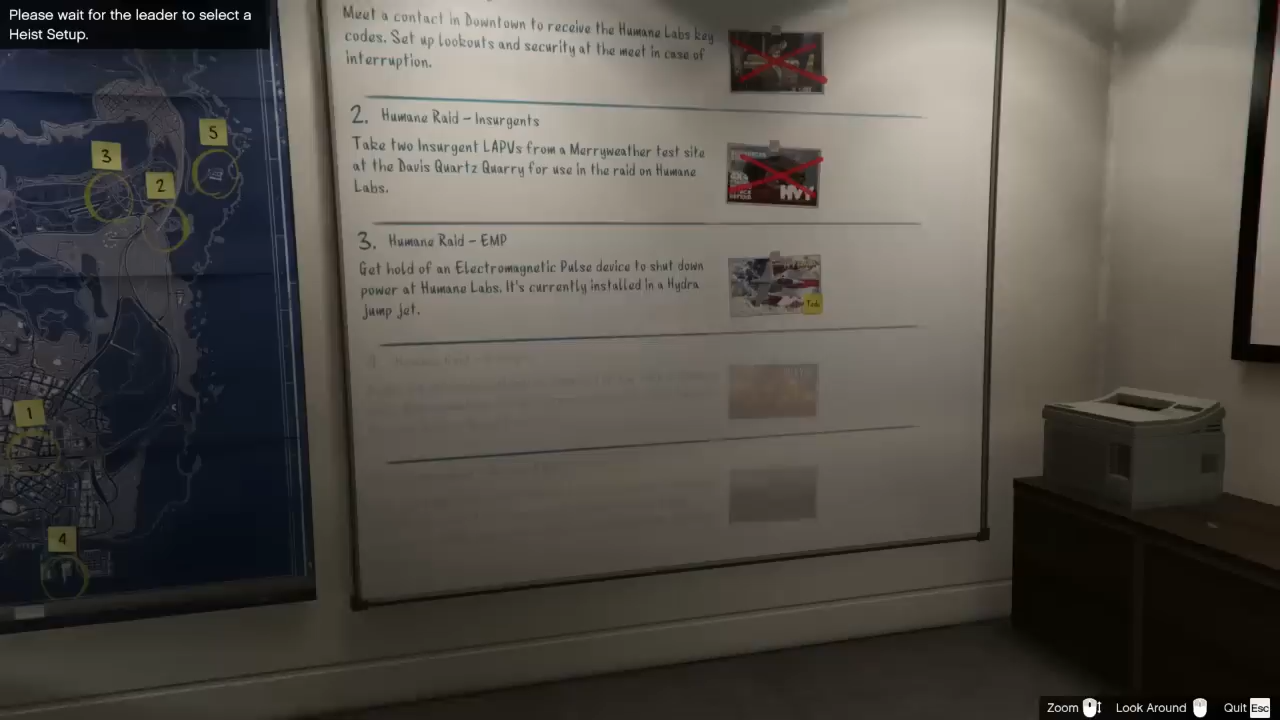 Please wait for the leader to select a
Heist Setup.
Meet a contact in Downtown to receive the Humane Labs key
codes. Set up lookouts and security at the meet in case of
interruption.
2. Humane Raid - Insurgents
Take two Insurgent LAPVs from a Merryweather test site
at the Davis Quartz Quarry for use in the raid on Humane
Labs.
HVY
3. Humane Raid - EMP
Get hold of an Electromagnetic Pulse device to shut down
power at Humane Labs. It's currently installed in a Hydra
jump jet.
Todo
5
3
2
1
4
Zoom Look Around Quit Esc